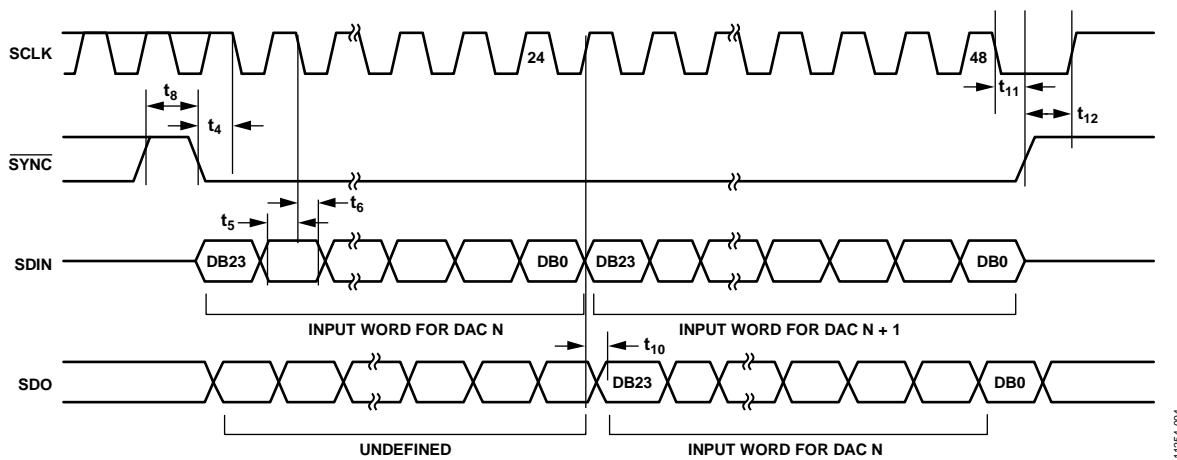 SCLK 24 48
t8 t4 t11 t12
SYNC
t5 t6
SDIN DB23 DB0 DB23 DB0
INPUT WORD FOR DAC N INPUT WORD FOR DAC N + 1
t10
SDO DB23 DB0
UNDEFINED INPUT WORD FOR DAC N